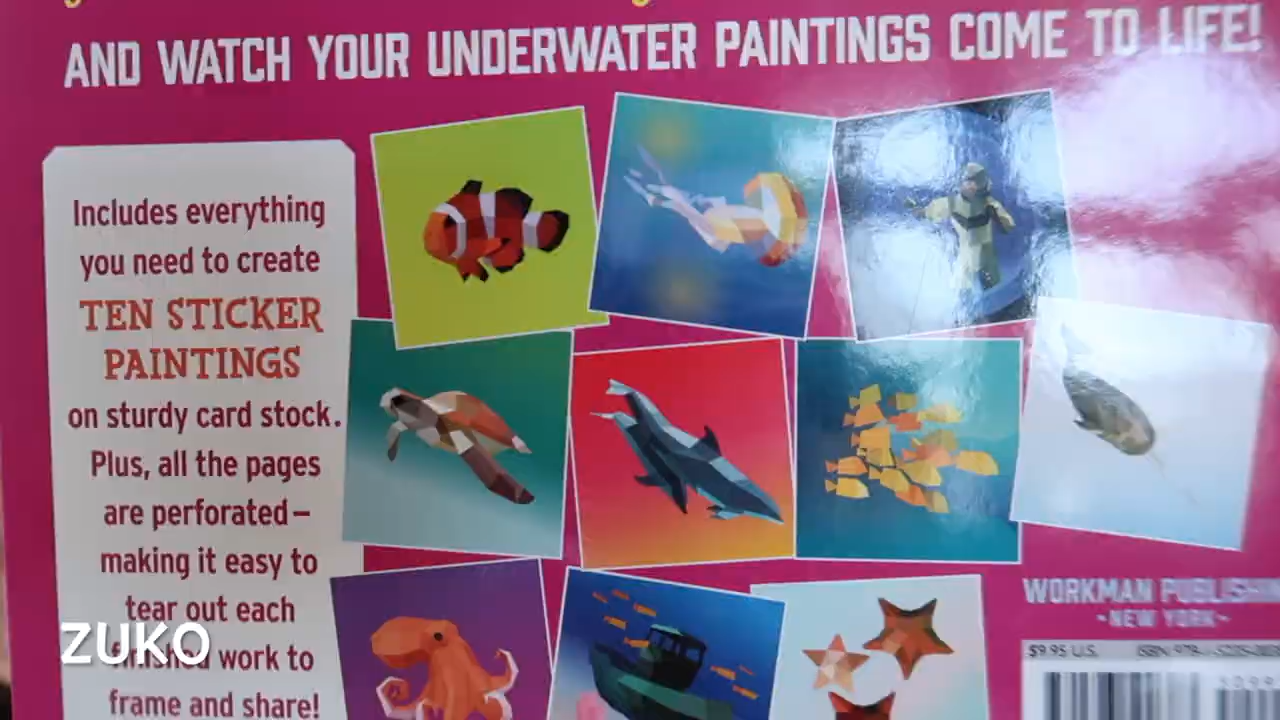 AND WATCH YOUR UNDERWATER PAINTINGS COME TO LIFE!
Includes everything
you need to create
TEN STICKER
PAINTINGS
on sturdy card stock.
Plus, all the pages
are perforated—
making it easy to
tear out each
finished work to
frame and share!
ZUKO
WORKMAN PUBLISHIN
·NEW YORK·
$9.95 U.S.